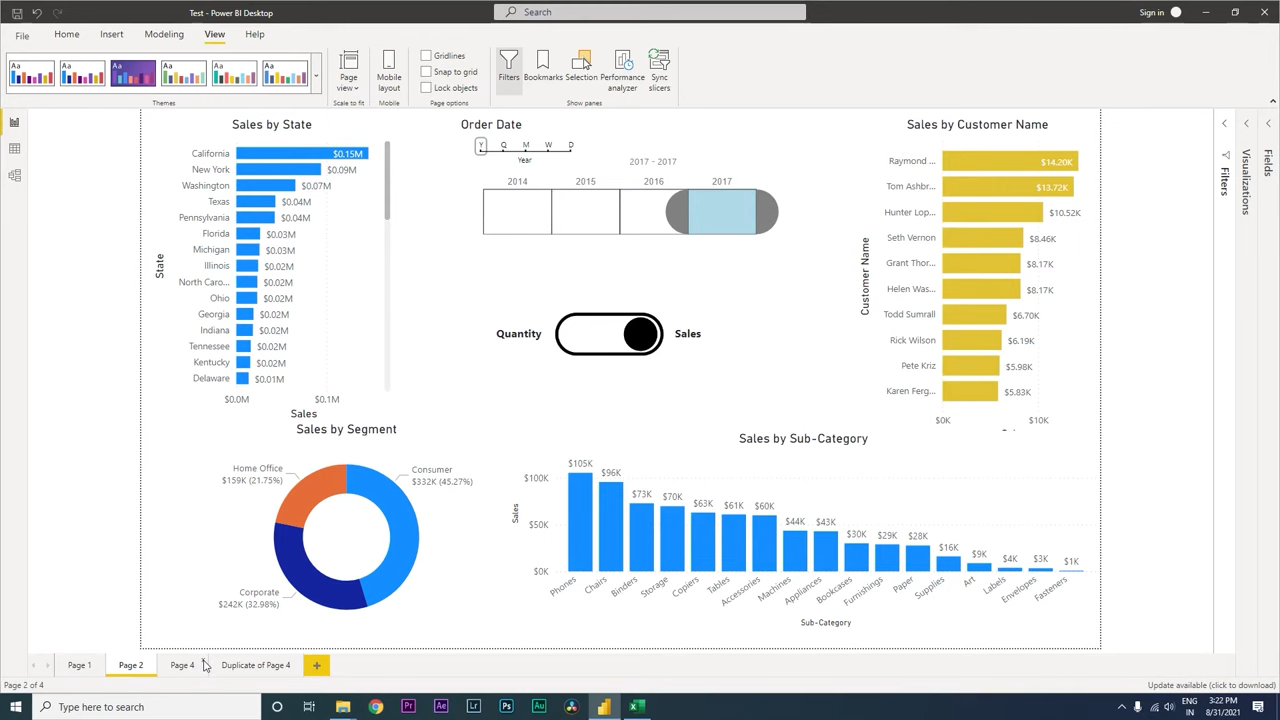 Test - Power BI Desktop
Search
Sign in
File
Home
Insert
Modeling
View
Help
Aa
Aa
Aa
Aa
Aa
Aa
Page
view
Mobile
layout
Gridlines
Snap to grid
Lock objects
Filters
Bookmarks
Selection
Performance
analyzer
Sync
slicers
Themes
Scale to fit
Mobile
Page options
Show panes
Sales by State
State
California
$0.15M
New York
$0.09M
Washington
$0.07M
Texas
$0.04M
Pennsylvania
$0.04M
Florida
$0.03M
Michigan
$0.03M
Illinois
$0.02M
North Caro...
$0.02M
Ohio
$0.02M
Georgia
$0.02M
Indiana
$0.02M
Tennessee
$0.02M
Kentucky
$0.02M
Delaware
$0.01M
$0.0M
$0.1M
Sales
Order Date
Y Q M W D
Year
2017 - 2017
2014 2015 2016 2017
Quantity
Sales
Sales by Customer Name
Customer Name
Raymond ...
$14.20K
Tom Ashbr...
$13.72K
Hunter Lop...
$10.52K
Seth Vernon
$8.46K
Grant Thor...
$8.17K
Helen Was...
$8.17K
Todd Sumrall
$6.70K
Rick Wilson
$6.19K
Pete Kriz
$5.98K
Karen Ferg...
$5.83K
$0K
$10K
Filters
Visualizations
Fields
Sales by Segment
Home Office
$159K (21.75%)
Consumer
$332K (45.27%)
Corporate
$242K (32.98%)
Sales by Sub-Category
Sales
$100K
$50K
$0K
$105K
$96K
$73K
$70K
$63K
$61K
$60K
$44K
$43K
$30K
$29K
$28K
$16K
$9K
$4K
$3K
$1K
Phones
Chairs
Binders
Storage
Copiers
Tables
Accessories
Machines
Appliances
Bookcases
Furnishings
Paper
Supplies
Art
Labels
Envelopes
Fasteners
Sub-Category
Page 1
Page 2
Page 4
Duplicate of Page 4
Page 2 of 4
Update available (click to download)
Type here to search
Pr
Ae
Lr
Ps
Au
ENG
IN
3:22 PM
8/31/2021